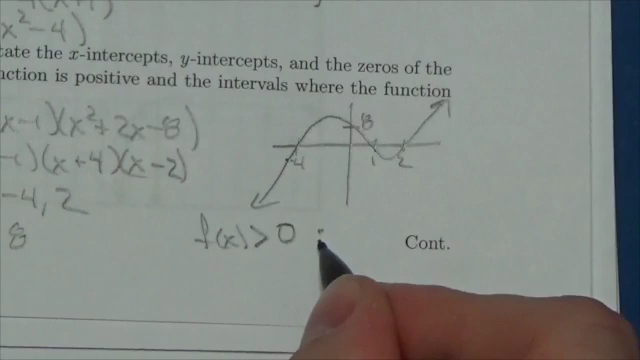 x²-4)
tate the x-intercepts, y-intercepts, and the zeros of the
nction is positive and the intervals where the function
x-1)(x²+2x-8)
-1)(x+4)(x-2)
-4, 2
8
8
-4 1 2
f(x)>0 :
Cont.